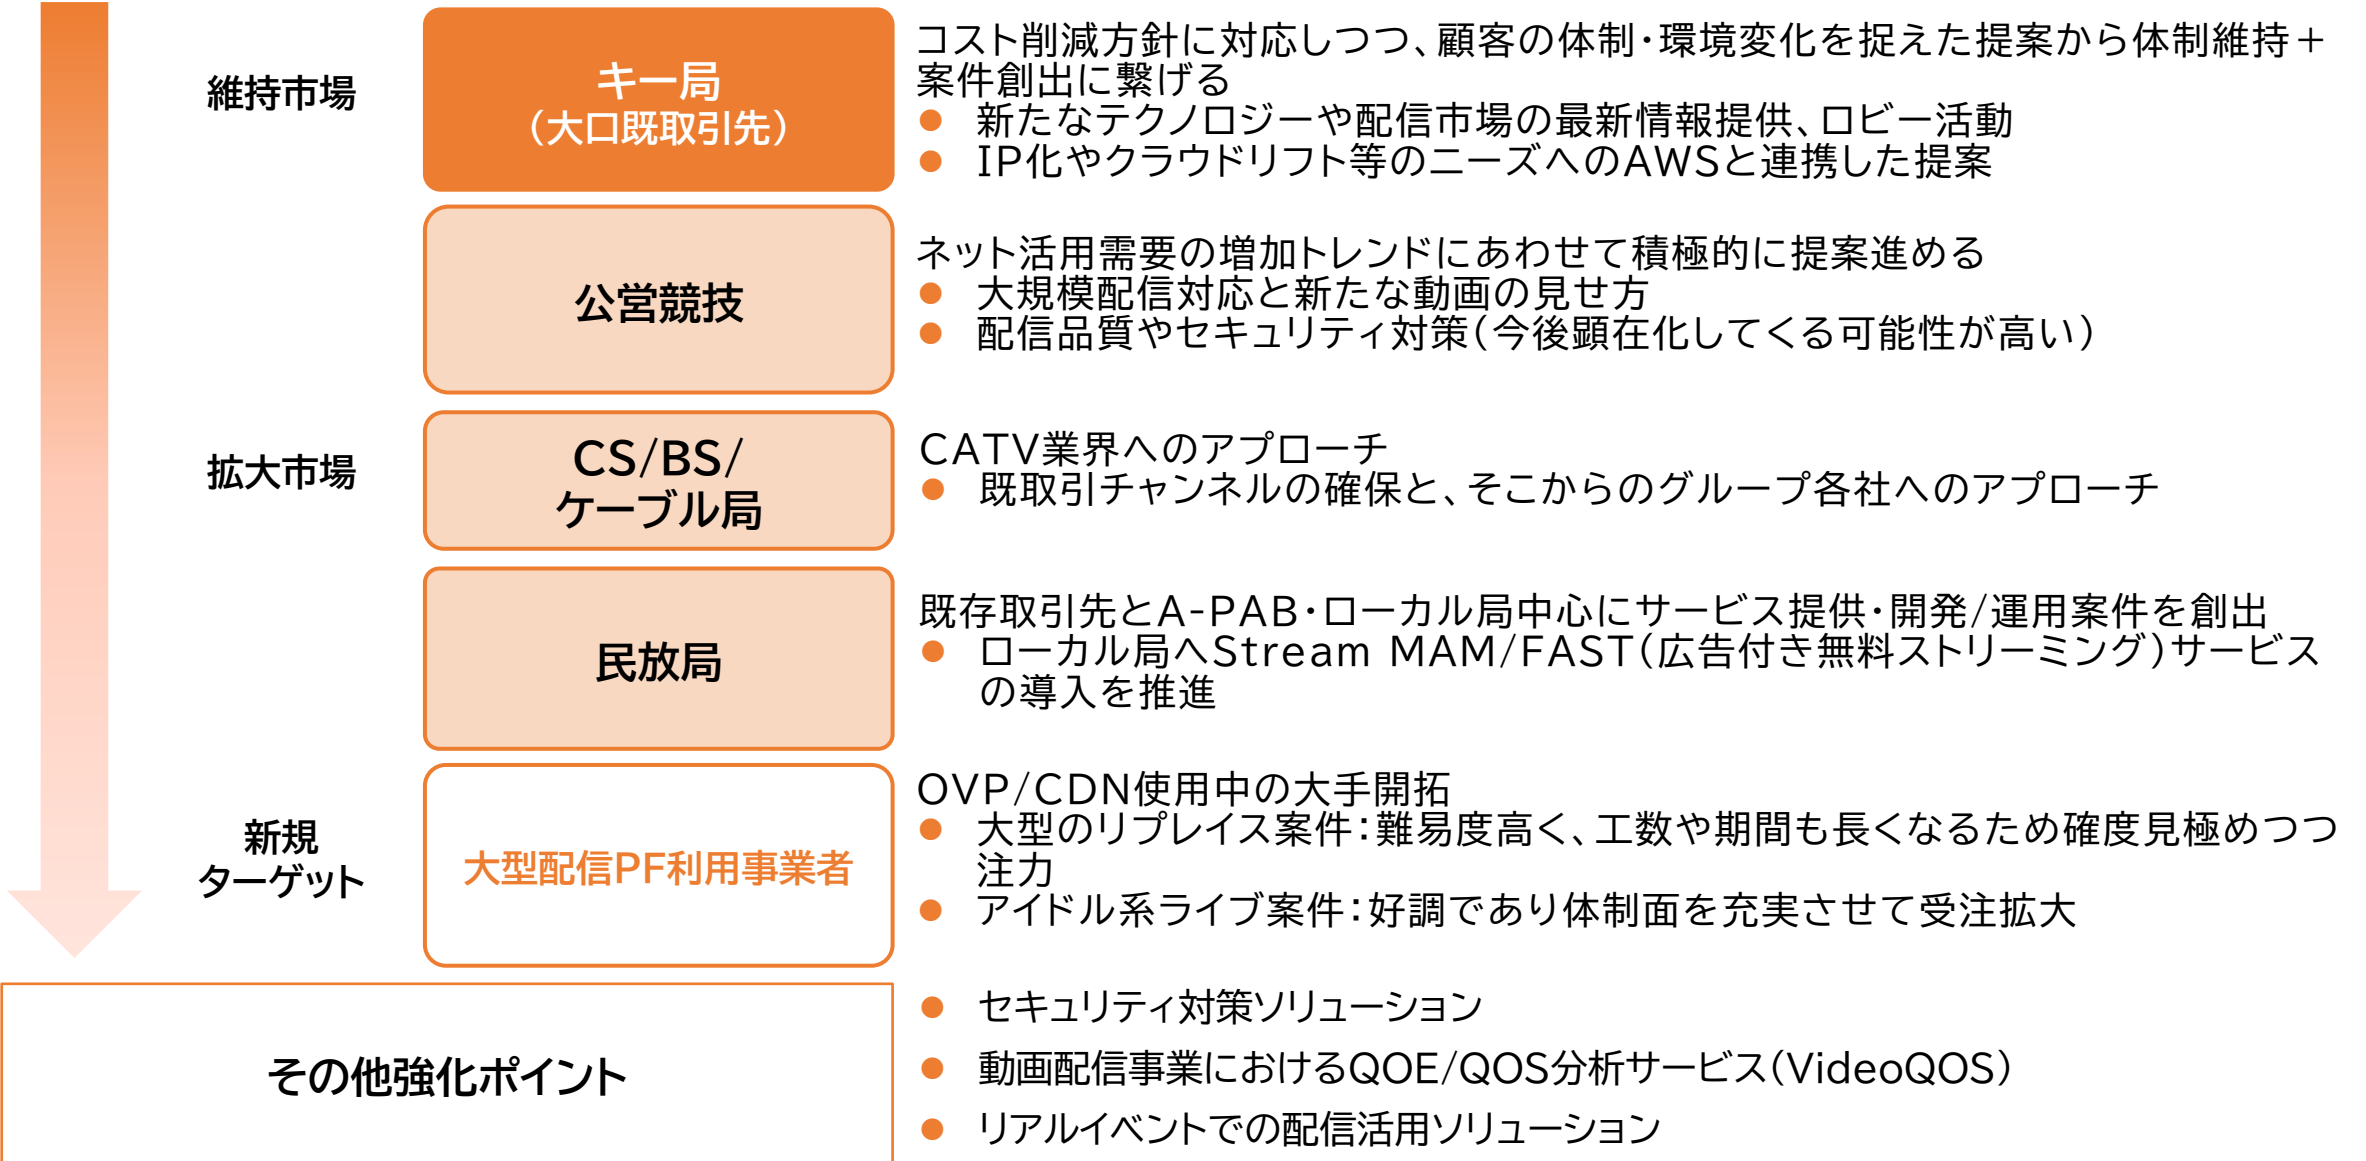 維持市場
キー局
（大口既取引先）
コスト削減方針に対応しつつ、顧客の体制・環境変化を捉えた提案から体制維持＋
案件創出に繋げる
● 新たなテクノロジーや配信市場の最新情報提供、ロビー活動
● IP化やクラウドリフト等のニーズへのAWSと連携した提案
拡大市場
公営競技
ネット活用需要の増加トレンドにあわせて積極的に提案進める
● 大規模配信対応と新たな動画の見せ方
● 配信品質やセキュリティ対策（今後顕在化してくる可能性が高い）
CS/BS/
ケーブル局
CATV業界へのアプローチ
● 既取引チャンネルの確保と、そこからのグループ各社へのアプローチ
民放局
既存取引先とA-PAB・ローカル局中心にサービス提供・開発/運用案件を創出
● ローカル局へStream MAM/FAST（広告付き無料ストリーミング）サービス
の導入を推進
新規
ターゲット
大型配信PF利用事業者
OVP/CDN使用中の大手開拓
● 大型のリプレイス案件：難易度高く、工数や期間も長くなるため確度見極めつつ
注力
● アイドル系ライブ案件：好調であり体制面を充実させて受注拡大
その他強化ポイント
● セキュリティ対策ソリューション
● 動画配信事業におけるQOE/QOS分析サービス（VideoQOS）
● リアルイベントでの配信活用ソリューション